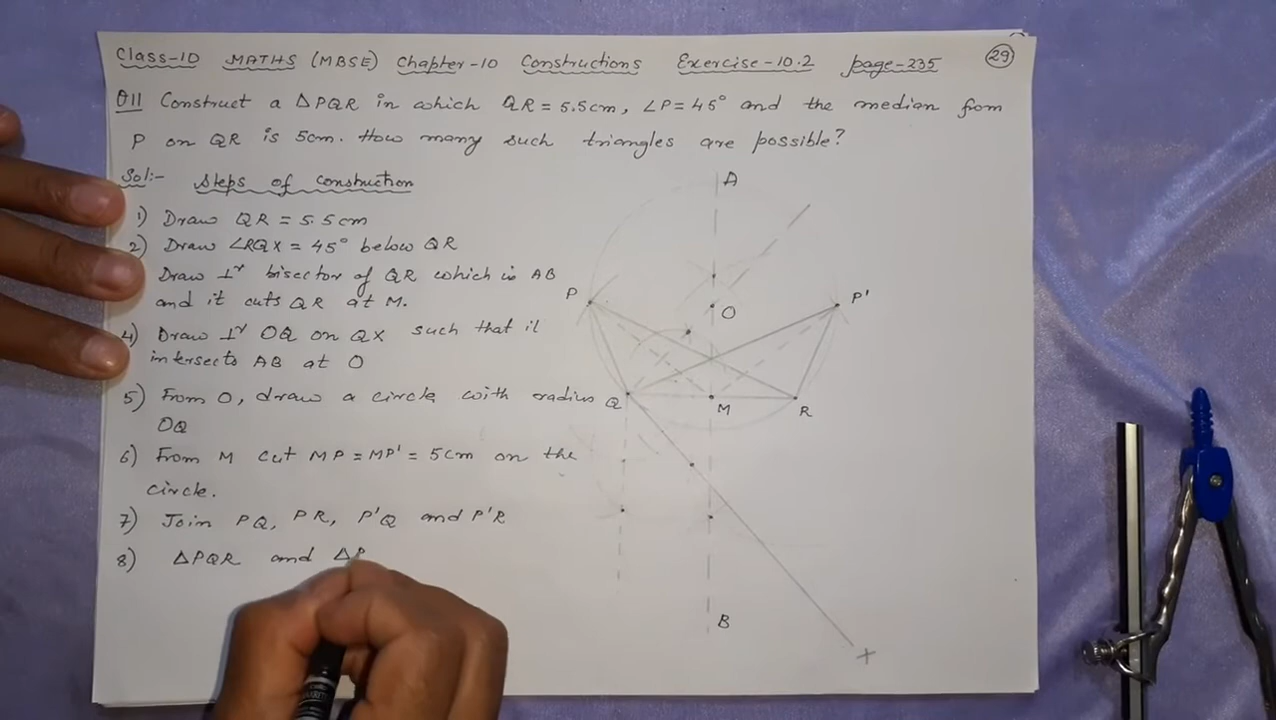 Class-10 MATHS (MBSE) Chapter-10 Constructions Exercise-10.2 page-235 29
Q11 Construct a △PQR in which QR = 5.5cm, ∠P = 45° and the median from
P on QR is 5cm. How many such triangles are possible?
Sol:- Steps of construction
1) Draw QR = 5.5cm
2) Draw ∠RQX = 45° below QR
Draw ⊥r bisector of QR which is AB
and it cuts QR at M.
4) Draw ⊥r OQ on QX such that it
intersects AB at O
5) From O, draw a circle with radius
OQ
6) From M cut MP = MP' = 5cm on the
circle.
7) Join PQ, PR, P'Q and P'R
8) △PQR and △P
A
P
P'
O
Q
M
R
B
X